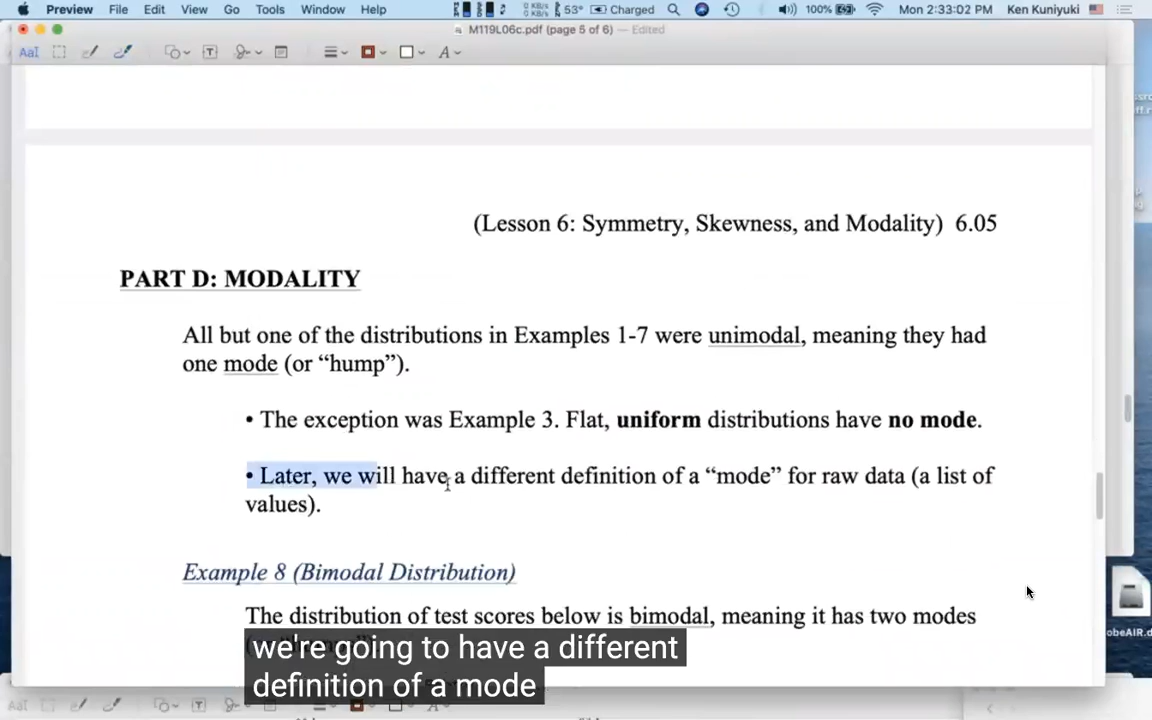 Preview File Edit View Go Tools Window Help 0 KB/s 0 KB/s 53° Charged 100% Mon 2:33:02 PM Ken Kuniyuki
M119L06c.pdf (page 5 of 6) — Edited
AaI T A
(Lesson 6: Symmetry, Skewness, and Modality) 6.05
PART D: MODALITY
All but one of the distributions in Examples 1-7 were unimodal, meaning they had
one mode (or “hump”).
• The exception was Example 3. Flat, uniform distributions have no mode.
• Later, we will have a different definition of a “mode” for raw data (a list of
values).
Example 8 (Bimodal Distribution)
The distribution of test scores below is bimodal, meaning it has two modes
we're going to have a different
definition of a mode